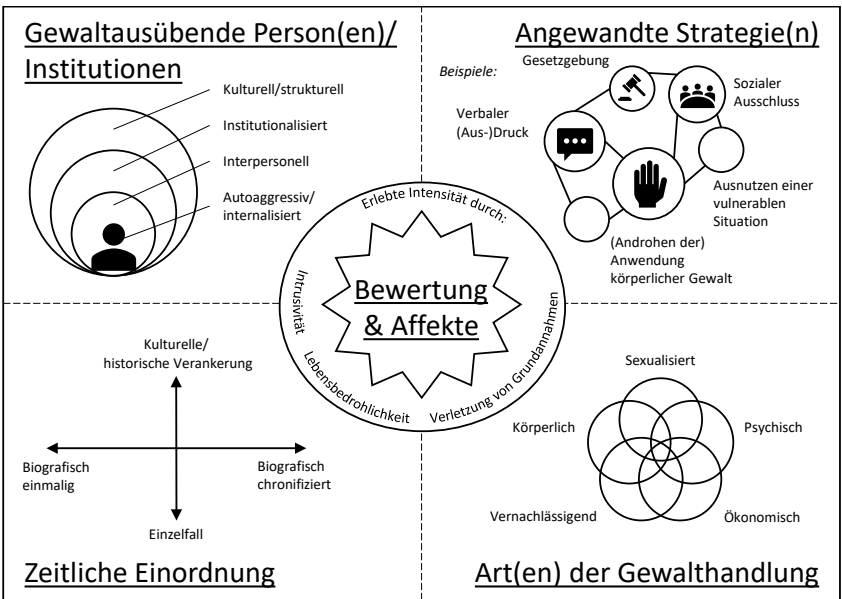 Gewaltausübende Person(en)/
Institutionen
Kulturell/strukturell
Institutionalisiert
Interpersonell
Autoaggressiv/
internalisiert
Angewandte Strategie(n)
Beispiele:
Gesetzgebung
Sozialer
Ausschluss
Verbaler
(Aus-)Druck
Ausnutzen einer
vulnerablen
Situation
(Androhen der)
Anwendung
körperlicher Gewalt
Erlebte Intensität durch:
Intrusivität
Lebensbedrohlichkeit
Verletzung von Grundannahmen
Bewertung
& Affekte
Kulturelle/
historische Verankerung
Biografisch
einmalig
Biografisch
chronifiziert
Einzelfall
Zeitliche Einordnung
Sexualisiert
Körperlich
Psychisch
Vernachlässigend
Ökonomisch
Art(en) der Gewalthandlung